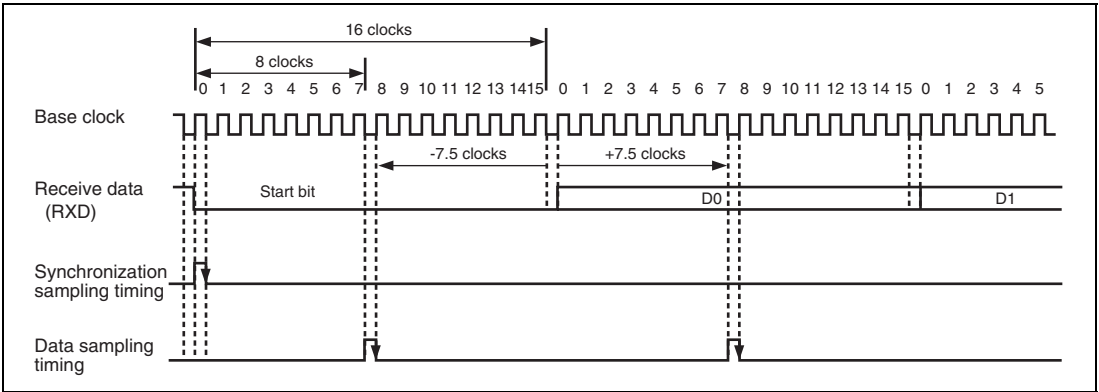 16 clocks
8 clocks
0 1 2 3 4 5 6 7 8 9 10 11 12 13 1415 0 1 2 3 4 5 6 7 8 9 10 11 12 13 14 15 0 1 2 3 4 5
Base clock
-7.5 clocks +7.5 clocks
Receive data
(RXD)
Start bit D0 D1
Synchronization
sampling timing
Data sampling
timing